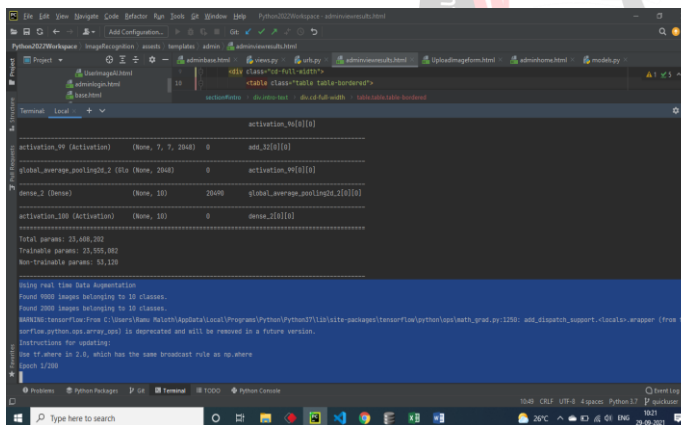 File Edit View Navigate Code Refactor Run Tools Git Window Help Python2022Workspace - adminviewresults.html
Add Configuration... Git:
Python2022Workspace ImageRecognition assets templates admin adminviewresults.html
Project adminbase.html views.py urls.py adminviewresults.html UploadImageform.html adminhome.html models.py
UserImageAi.html <div class="cd-full-width">
adminlogin.html 10 <table class="table table-bordered">
base.html section#intro div.intro-text div.cd-full-width table.table.table-bordered
Terminal: Local + 
activation_96[0][0]
activation_99 (Activation) (None, 7, 7, 2048) 0 add_32[0][0]
global_average_pooling2d_2 (Glo (None, 2048) 0 activation_99[0][0]
dense_2 (Dense) (None, 10) 20490 global_average_pooling2d_2[0][0]
activation_100 (Activation) (None, 10) 0 dense_2[0][0]
Total params: 23,608,202
Trainable params: 23,555,082
Non-trainable params: 53,120
Using real time Data Augmentation
Found 9000 images belonging to 10 classes.
Found 2000 images belonging to 10 classes.
WARNING:tensorflow:From C:\Users\Ramu Maloth\AppData\Local\Programs\Python\Python37\lib\site-packages\tensorflow\python\ops\math_grad.py:1250: add_dispatch_support.<locals>.wrapper (from t
sorflow.python.ops.array_ops) is deprecated and will be removed in a future version.
Instructions for updating:
Use tf.where in 2.0, which has the same broadcast rule as np.where
Epoch 1/200
Problems Python Packages Git Terminal TODO Python Console Event Log
10:49 CRLF UTF-8 4 spaces Python 3.7 quickuser
Type here to search 26°C ENG 10:21
29-09-2021